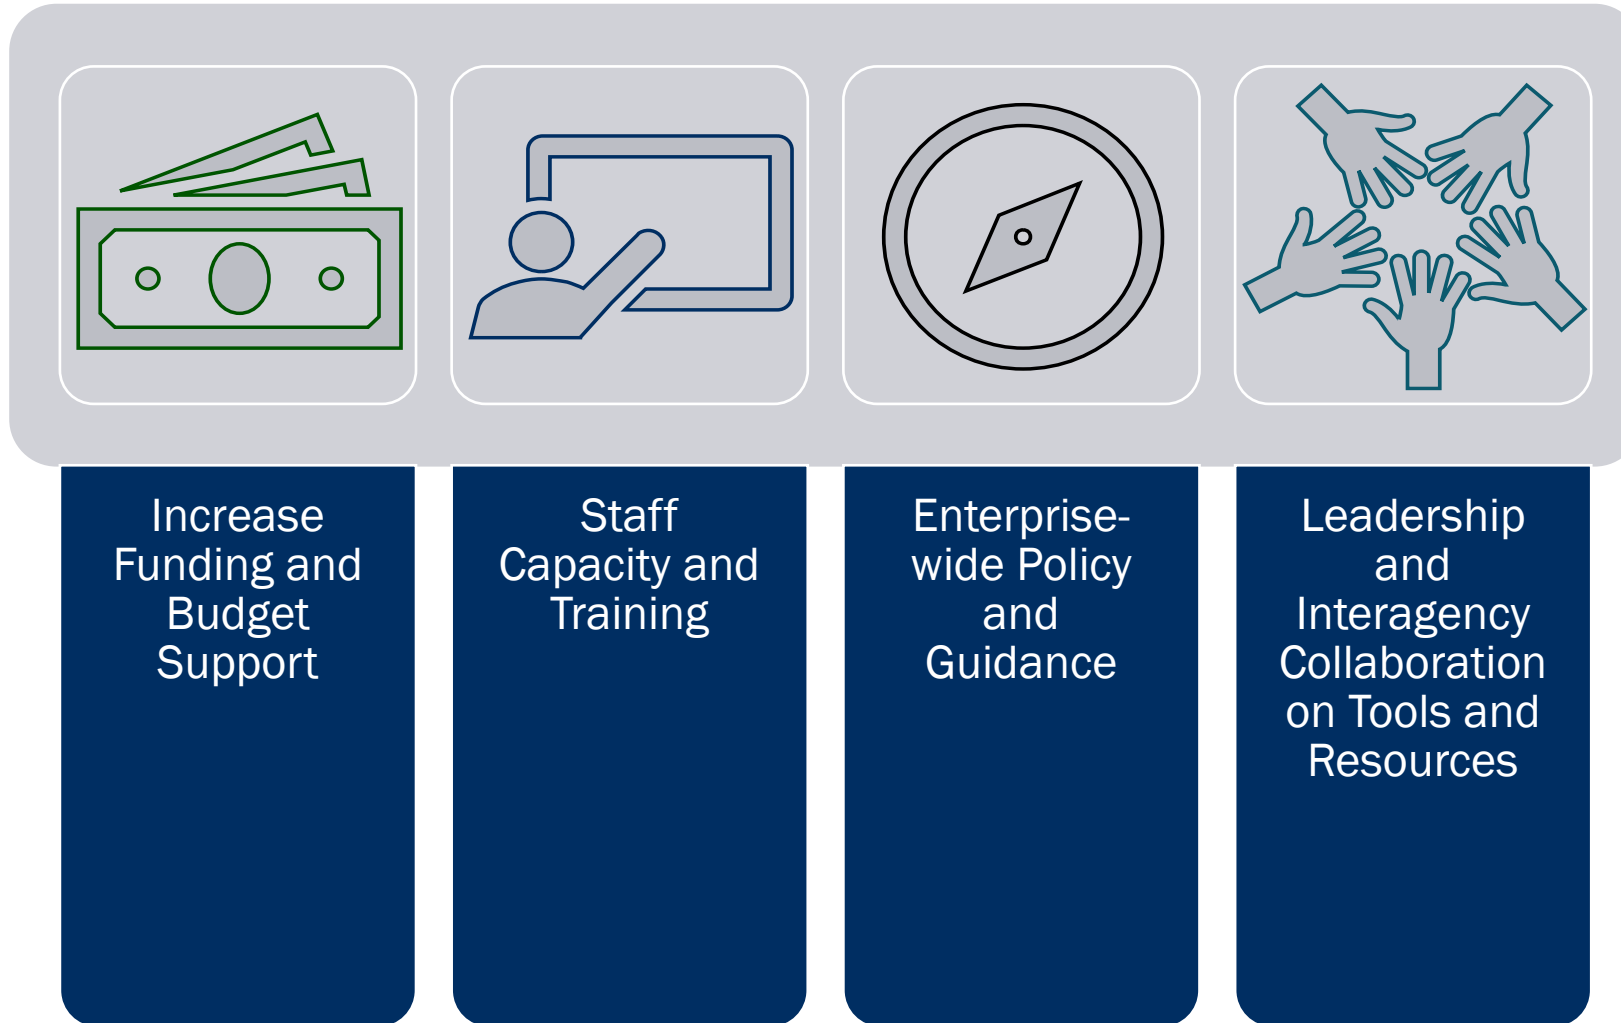 Increase
Funding and
Budget
Support
Staff
Capacity and
Training
Enterprise-
wide Policy
and
Guidance
Leadership
and
Interagency
Collaboration
on Tools and
Resources